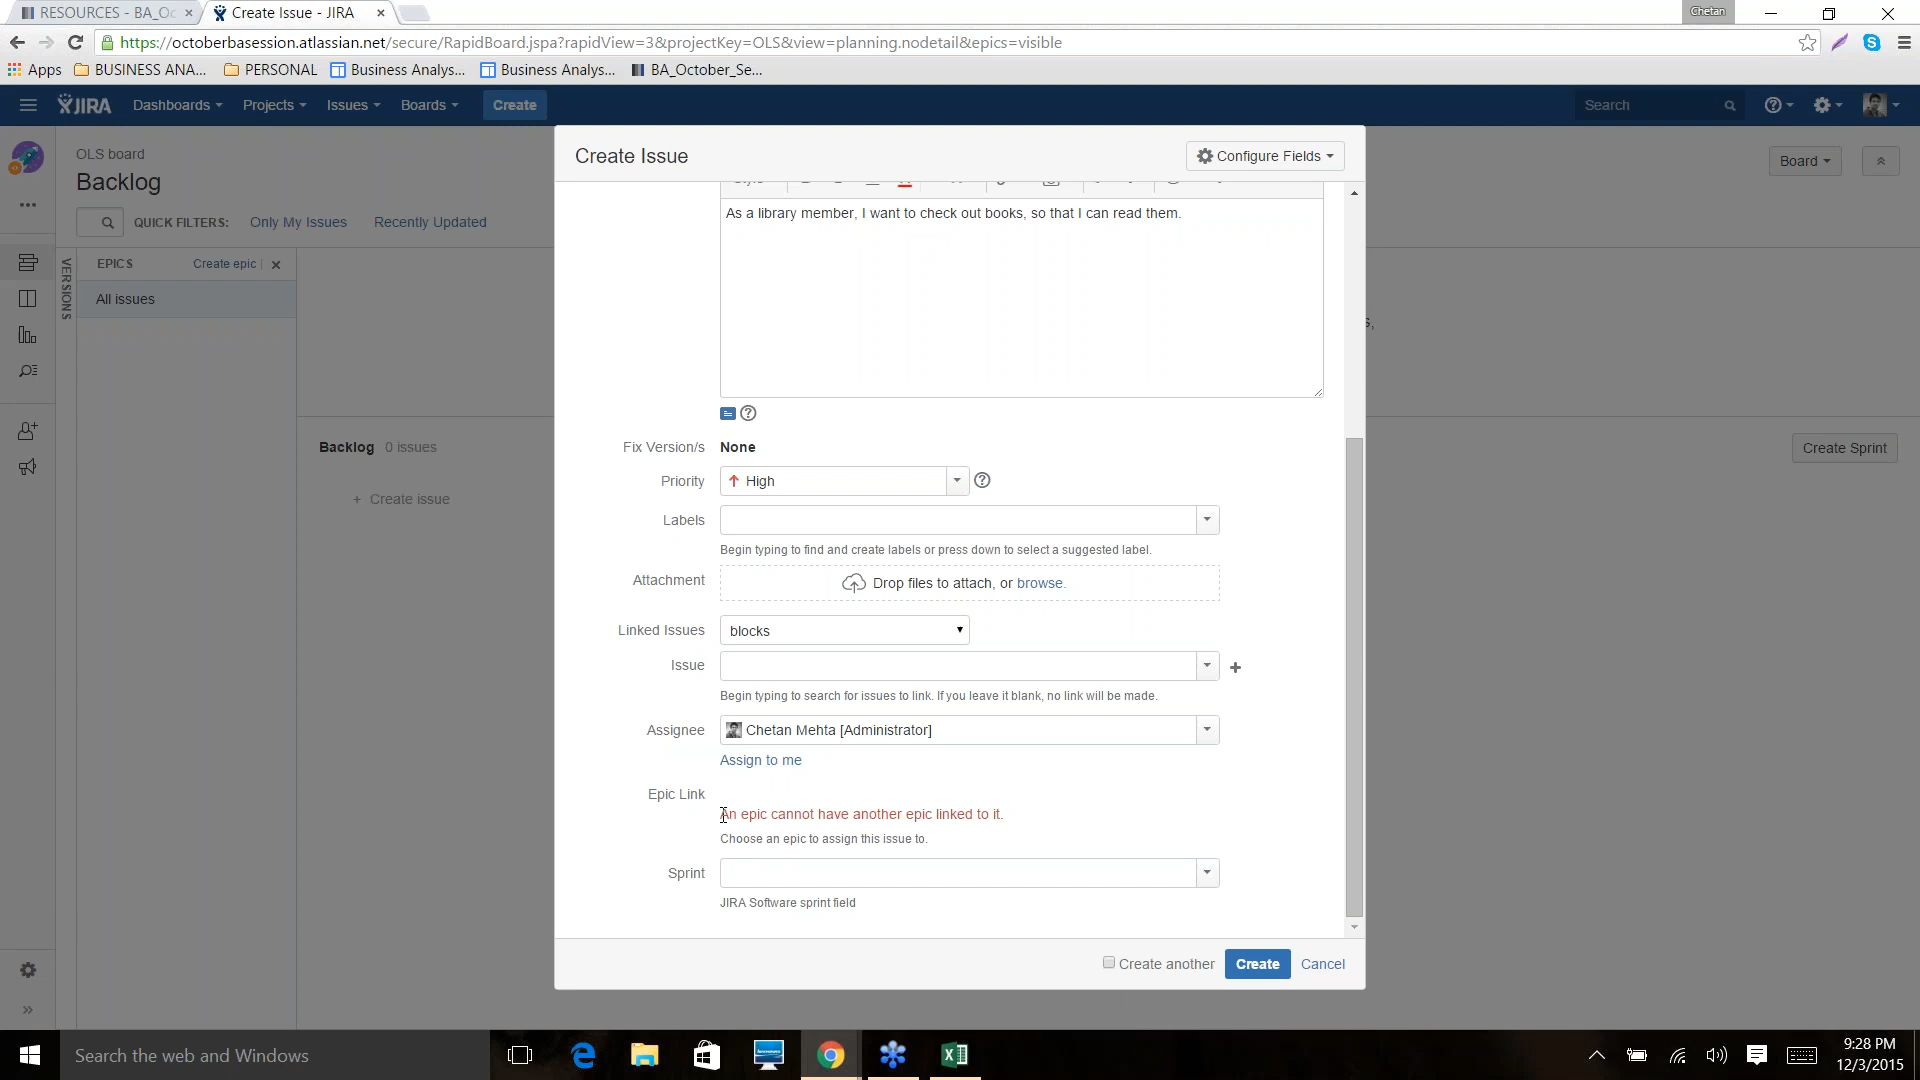 RESOURCES - BA_Oc
Create Issue - JIRA
Chetan
https://octoberbasession.atlassian.net/secure/RapidBoard.jspa?rapidView=3&projectKey=OLS&view=planning.nodetail&epics=visible
Apps
BUSINESS ANA...
PERSONAL
Business Analys...
Business Analys...
BA_October_Se...
JIRA
Dashboards
Projects
Issues
Boards
Create
Search
OLS board
Backlog
Board
QUICK FILTERS:
Only My Issues
Recently Updated
VERSIONS
EPICS
Create epic
All issues
Backlog 0 issues
+ Create issue
Create Sprint
Create Issue
Configure Fields
As a library member, I want to check out books, so that I can read them.
Fix Version/s None
Priority High
Labels
Begin typing to find and create labels or press down to select a suggested label.
Attachment Drop files to attach, or browse.
Linked Issues blocks
Issue
Begin typing to search for issues to link. If you leave it blank, no link will be made.
Assignee Chetan Mehta [Administrator]
Assign to me
Epic Link
An epic cannot have another epic linked to it.
Choose an epic to assign this issue to.
Sprint
JIRA Software sprint field
Create another Create Cancel
Search the web and Windows
9:28 PM
12/3/2015